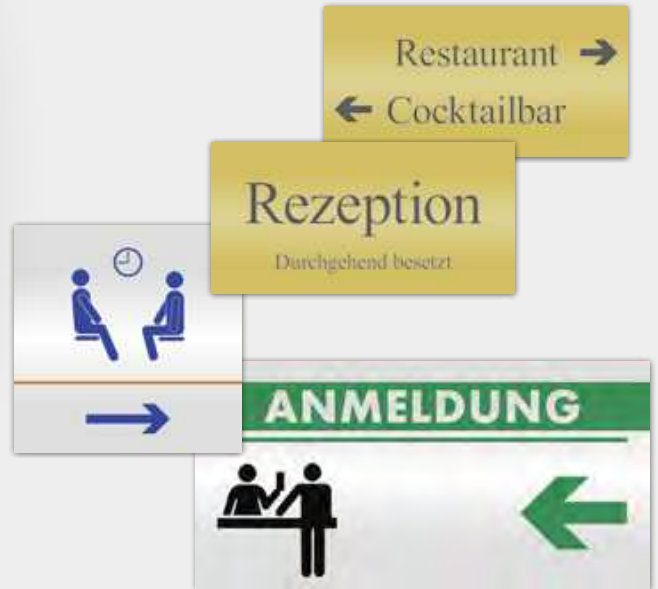 Restaurant →
← Cocktailbar
Rezeption
Durchgehend besetzt
ANMELDUNG